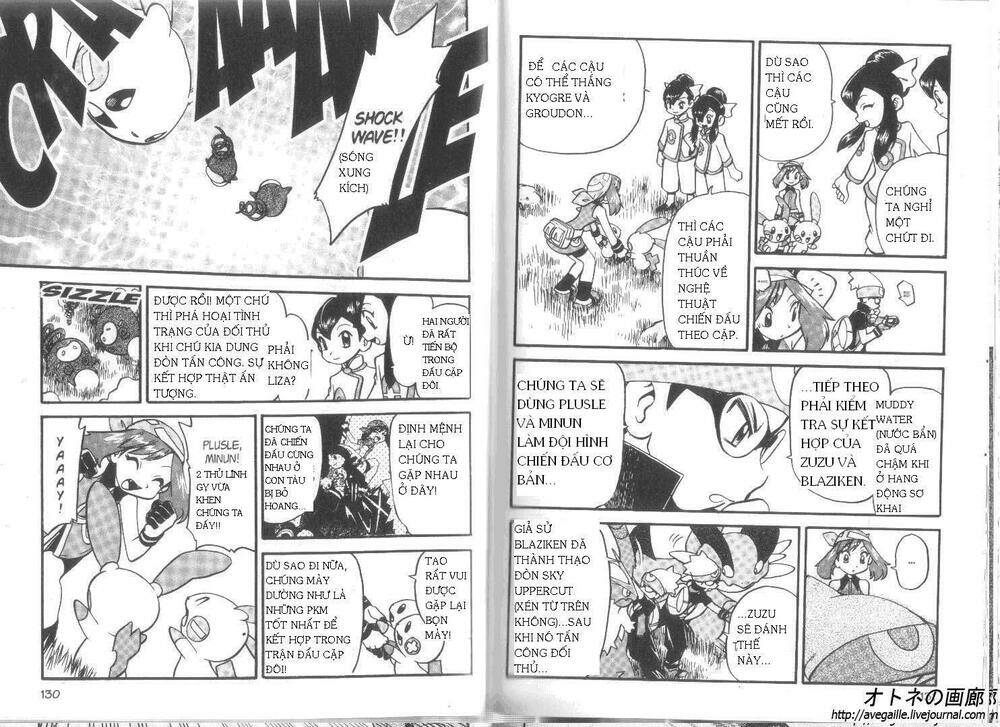 CRA
NANNN
LE
SHOCK
WAVE!!
(SÓNG
XUNG
KÍCH)
SIZZLE
ĐƯỢC RỒI! MỘT CHÚ
THÌ PHÁ HOẠI TÌNH
TRẠNG CỦA ĐỐI THỦ
KHI CHÚ KIA DUNG
ĐÒN TẤN CÔNG. SỰ
KẾT HỢP THẬT ẤN
TƯỢNG.
PHẢI
KHÔNG
LIZA?
Ừ!
HAI NGƯỜI
ĐÃ RẤT
TIẾN BỘ TRONG
ĐẤU CẶP
ĐÔI.
YAAAAY!
PLUSLE,
MINUN!
2 THỦ LĨNH
GY VỪA
KHEN
CHÚNG TA
ĐẤY!!
CHÚNG TA
ĐÃ CHIẾN
ĐẤU CÙNG
NHAU Ở
CON TÀU
BỊ BỎ
HOANG...
ĐỊNH MỆNH
LẠI CHO
CHÚNG TA
GẶP NHAU
Ở ĐÂY!
DÙ SAO ĐI NỮA,
CHÚNG MÀY
DƯỜNG NHƯ LÀ
NHỮNG PKM
TỐT NHẤT ĐỂ
KẾT HỢP TRONG
TRẬN ĐẤU CẶP
ĐÔI!
TAO
RẤT VUI
ĐƯỢC
GẶP LẠI
BỌN
MÀY!
130
ĐỂ CÁC CẬU
CÓ THỂ THẮNG
KYOGRE VÀ
GROUDON...
THÌ CÁC
CẬU PHẢI
THUẦN
THÚC VỀ
NGHỆ
THUẬT
CHIẾN ĐẤU
THEO CẶP.
DÙ SAO
THÌ CÁC
CẬU
CŨNG
MẾT RỒI.
CHÚNG
TA NGHỈ
MỘT
CHÚT ĐI.
CHÚNG TA SẼ
DÙNG PLUSLE
VÀ MINUN
LÀM ĐỘI HÌNH
CHIẾN ĐẤU CƠ
BẢN...
...TIẾP THEO
PHẢI KIỂM
TRA SỰ KẾT
HỢP CỦA
ZUZU VÀ
BLAZIKEN.
MUDDY
WATER
(NƯỚC BẨN)
ĐÃ QUÁ
CHẬM KHI
Ở HANG
ĐỘNG SƠ
KHAI
GIẢ SỬ
BLAZIKEN ĐÃ
THÀNH THẠO
ĐÒN SKY
UPPERCUT
(XÉN TỪ TRÊN
KHÔNG)...SAU
KHI NÓ TẤN
CÔNG ĐỐI
THỦ...
...ZUZU
SẼ ĐÁNH
THẾ
NÀY...
...
オトネの画廊
http://avegaille.livejournal.com/